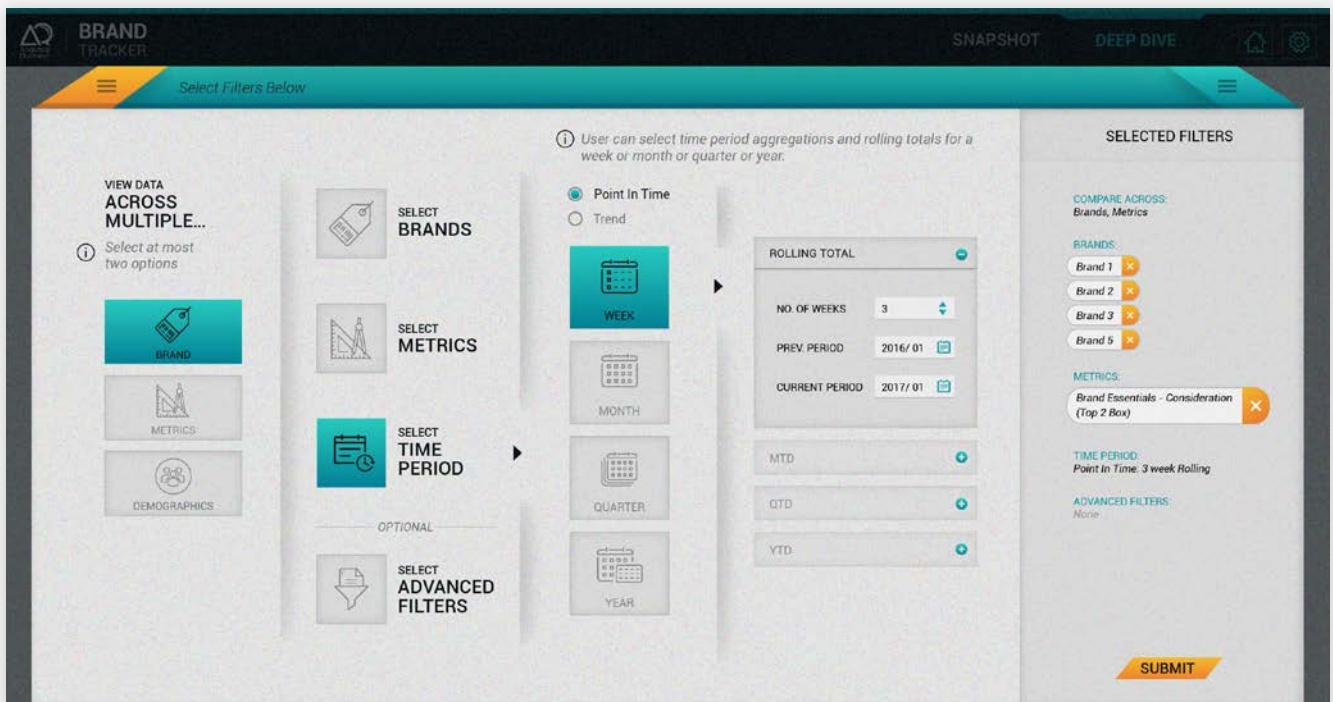 BRAND
TRACKER
SNAPSHOT
DEEP DIVE
Select Filters Below
VIEW DATA
ACROSS
MULTIPLE...
Select at most
two options
BRAND
METRICS
DEMOGRAPHICS
SELECT
BRANDS
SELECT
METRICS
SELECT
TIME
PERIOD
OPTIONAL
SELECT
ADVANCED
FILTERS
User can select time period aggregations and rolling totals for a
week or month or quarter or year.
Point In Time
Trend
WEEK
MONTH
QUARTER
YEAR
ROLLING TOTAL
NO. OF WEEKS 3
PREV. PERIOD 2016/ 01
CURRENT PERIOD 2017/ 01
MTD
QTD
YTD
SELECTED FILTERS
COMPARE ACROSS:
Brands, Metrics
BRANDS:
Brand 1
Brand 2
Brand 3
Brand 5
METRICS:
Brand Essentials - Consideration
(Top 2 Box)
TIME PERIOD:
Point In Time: 3 week Rolling
ADVANCED FILTERS:
None
SUBMIT